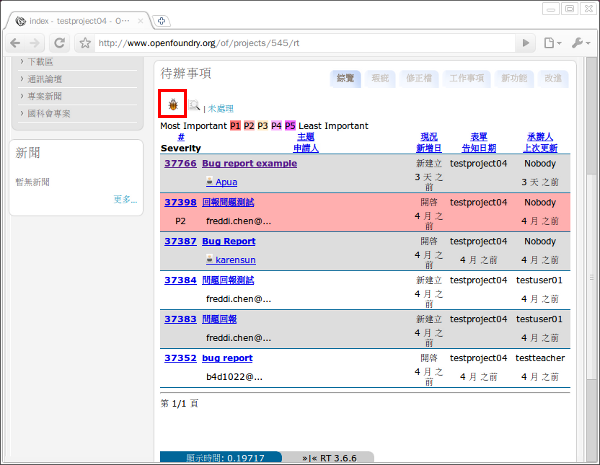 index - testproject04 - O...
http://www.openfoundry.org/of/projects/545/rt
下載區
通訊論壇
專案新聞
國科會專案
新聞
暫無新聞
更多...
待辦事項
綜覽 瑕疵 修正檔 工作事項 新功能 改進
| 未處理
Most Important P1 P2 P3 P4 P5 Least Important
# 主題 現況 表單 承辦人
Severity 申請人 新增日 告知日期 上次更新
37766 Bug report example 新建立 testproject04 Nobody
Apua 3 天 之前 3 天 之前
37398 回報問題測試 開啓 testproject04 Nobody
P2 freddi.chen@... 4 月 之前 4 月 之前
37387 Bug Report 開啓 testproject04 Nobody
karensun 4 月 之前 4 月 之前 4 月 之前
37384 問題回報測試 新建立 testproject04 testuser01
freddi.chen@... 4 月 之前 4 月 之前
37383 問題回報 新建立 testproject04 testuser01
freddi.chen@... 4 月 之前 4 月 之前
37352 bug report 開啓 testproject04 testteacher
b4d1022@... 4 月 之前 4 月 之前 4 月 之前
第 1/1 頁
顯示時間: 0.19717 »|« RT 3.6.6